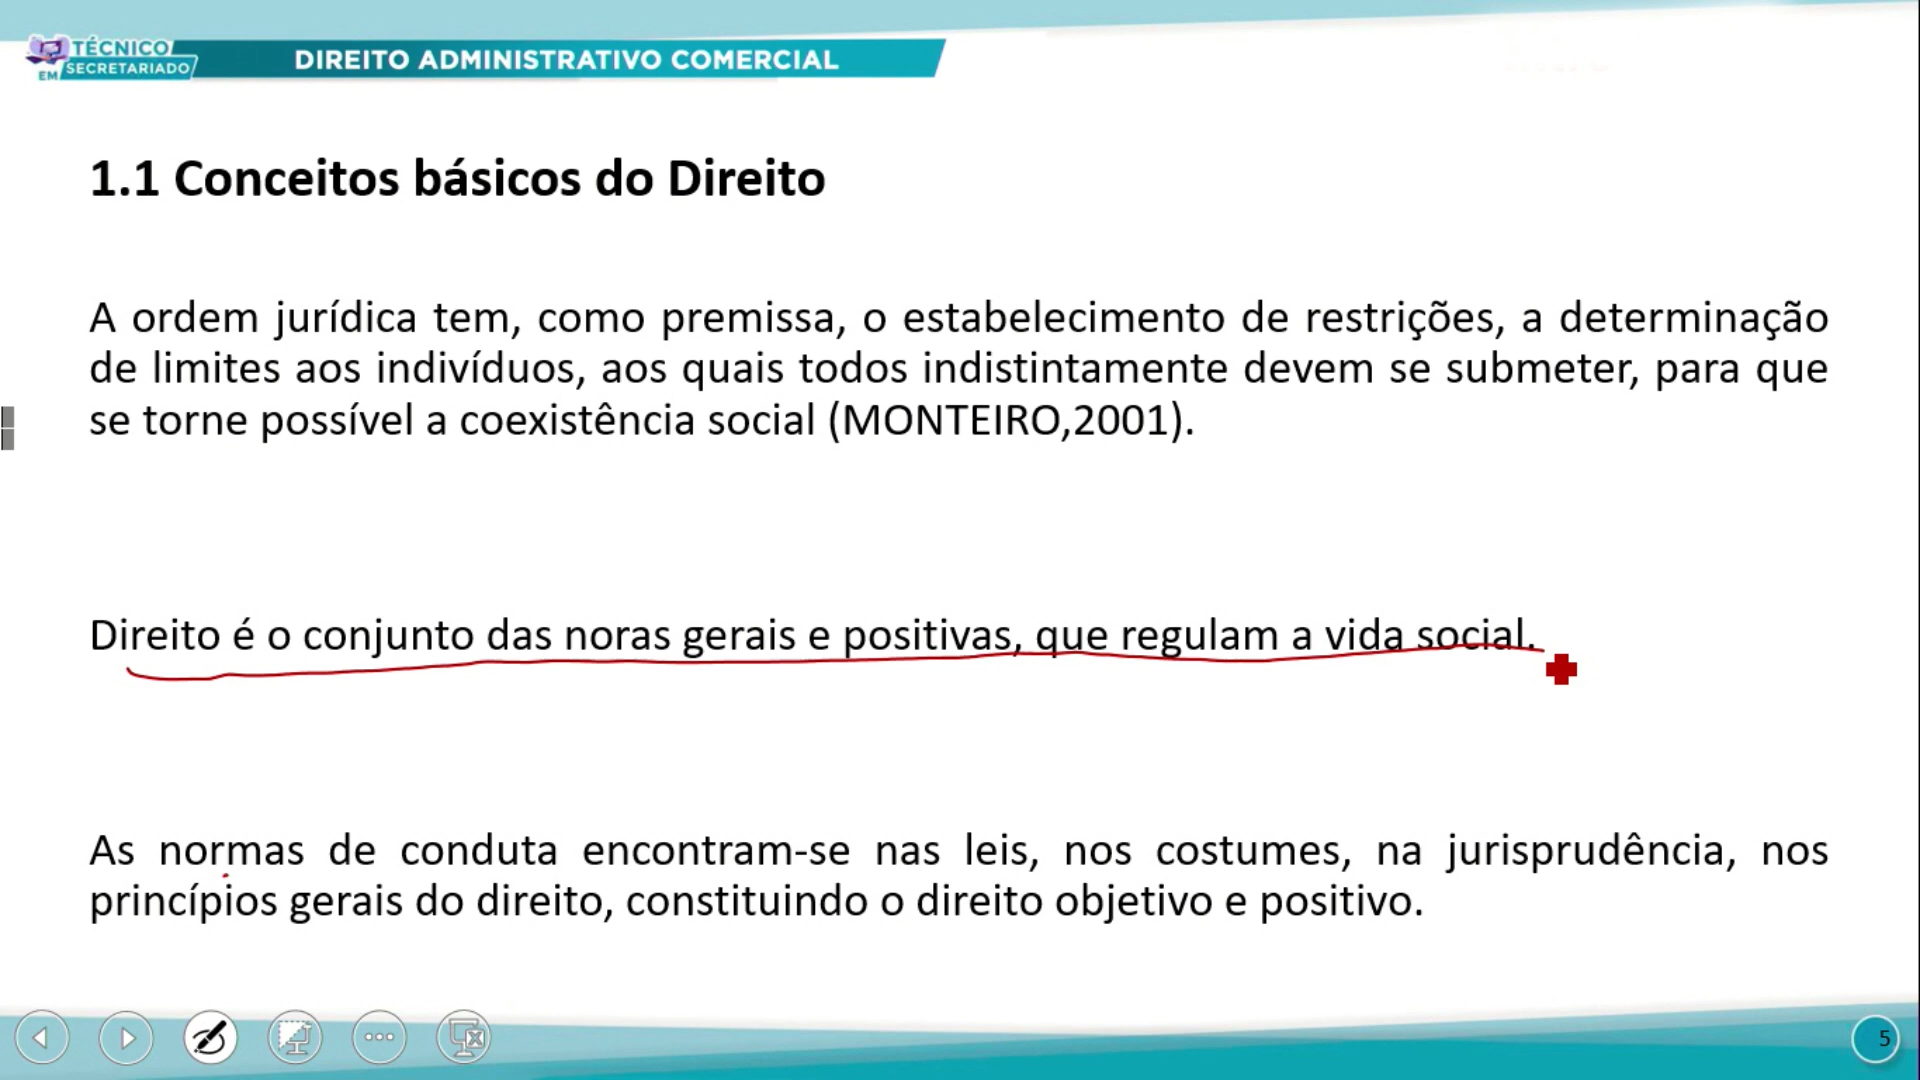 TÉCNICO
EM SECRETARIADO
DIREITO ADMINISTRATIVO COMERCIAL
1.1 Conceitos básicos do Direito
A ordem jurídica tem, como premissa, o estabelecimento de restrições, a determinação
de limites aos indivíduos, aos quais todos indistintamente devem se submeter, para que
se torne possível a coexistência social (MONTEIRO,2001).
Direito é o conjunto das noras gerais e positivas, que regulam a vida social.
As normas de conduta encontram-se nas leis, nos costumes, na jurisprudência, nos
princípios gerais do direito, constituindo o direito objetivo e positivo.
5